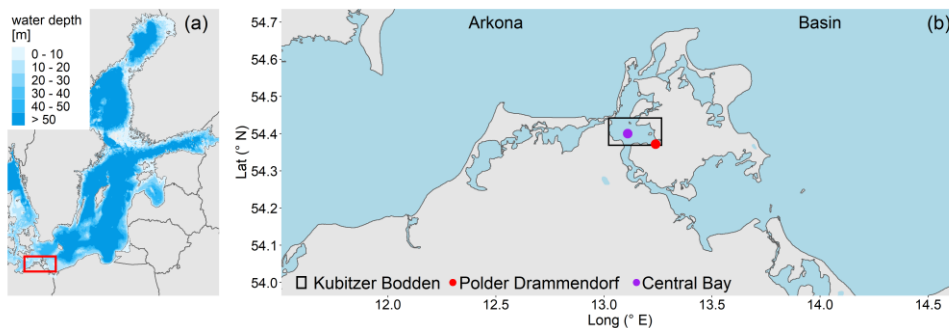 water depth
[m]
0 - 10
10 - 20
20 - 30
30 - 40
40 - 50
> 50
(a)
Arkona
Basin
(b)
54.7
54.6
54.5
54.4
54.3
54.2
54.1
54.0
Lat (° N)
Kubitzer Bodden
Polder Drammendorf
Central Bay
12.0
12.5
13.0
13.5
14.0
14.5
Long (° E)